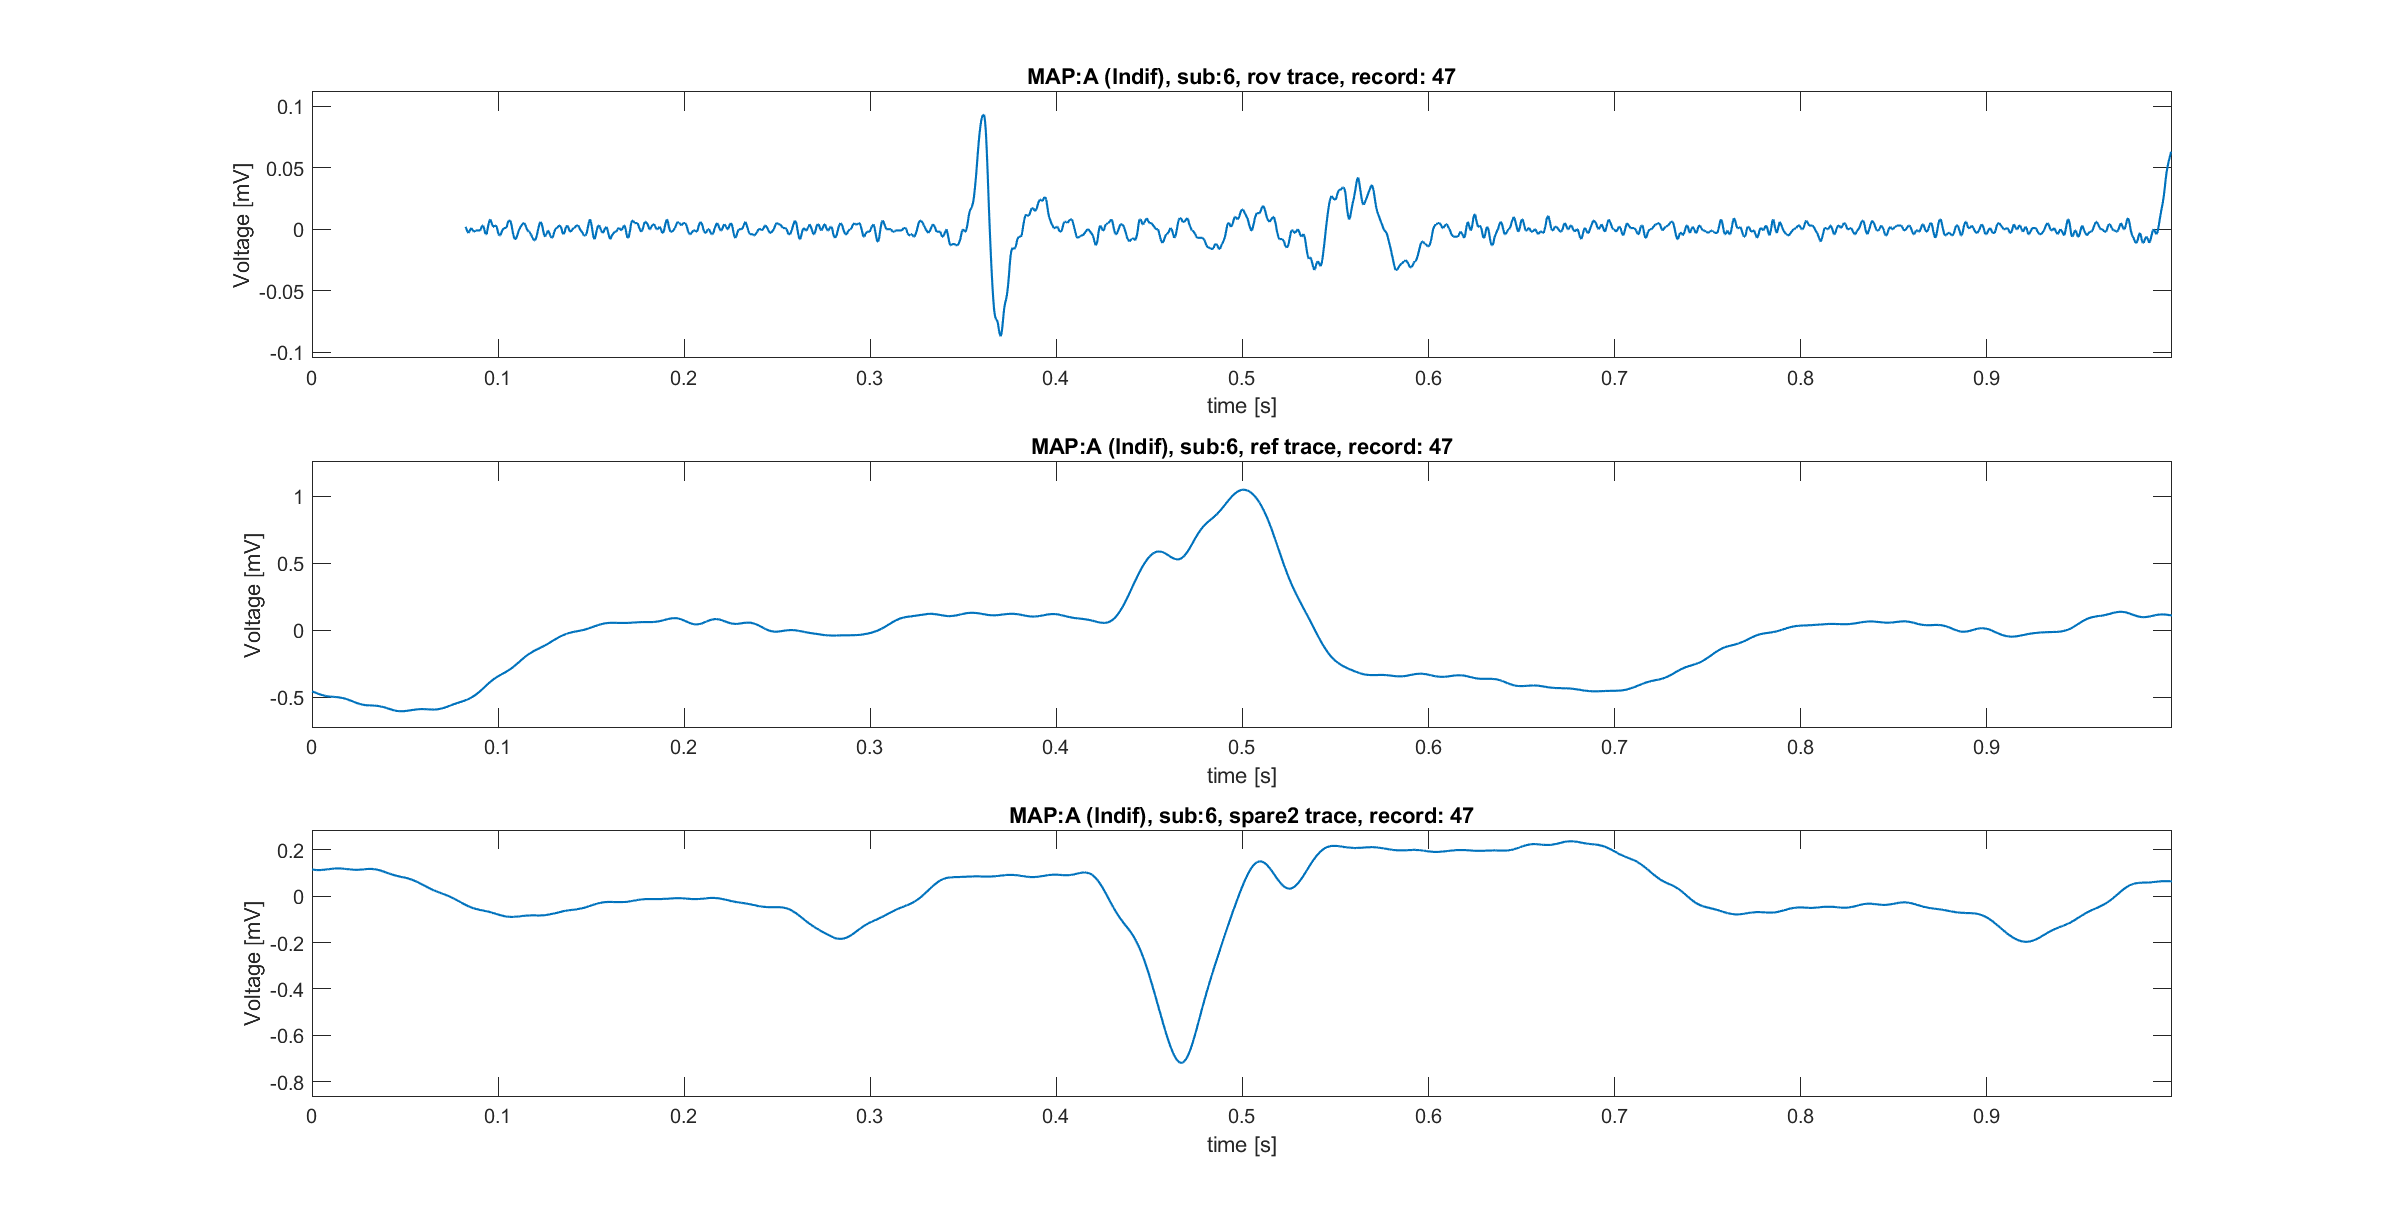 MAP:A (Indif), sub:6, rov trace, record: 47
Voltage [mV]
0.1
0.05
0
-0.05
-0.1
0 0.1 0.2 0.3 0.4 0.5 0.6 0.7 0.8 0.9
time [s]
MAP:A (Indif), sub:6, ref trace, record: 47
Voltage [mV]
1
0.5
0
-0.5
0 0.1 0.2 0.3 0.4 0.5 0.6 0.7 0.8 0.9
time [s]
MAP:A (Indif), sub:6, spare2 trace, record: 47
Voltage [mV]
0.2
0
-0.2
-0.4
-0.6
-0.8
0 0.1 0.2 0.3 0.4 0.5 0.6 0.7 0.8 0.9
time [s]